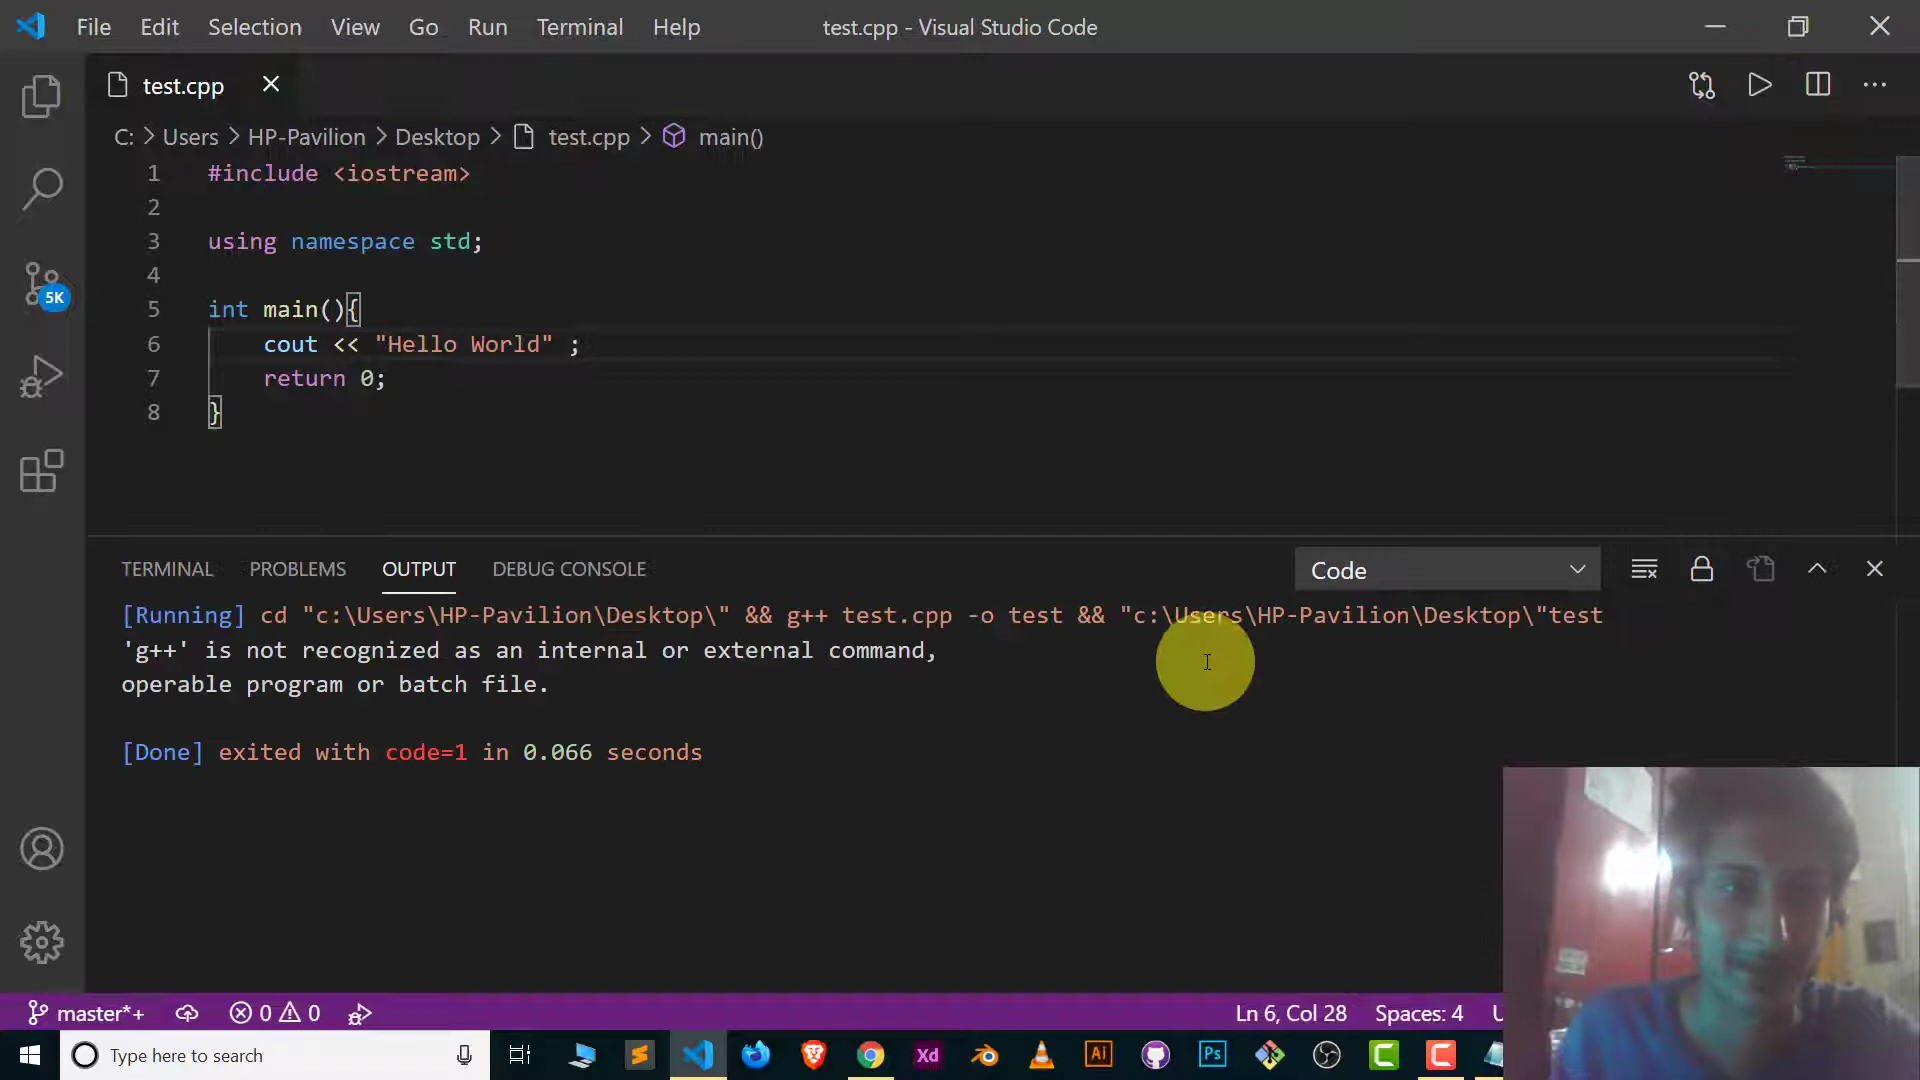 File Edit Selection View Go Run Terminal Help test.cpp - Visual Studio Code
test.cpp
C: > Users > HP-Pavilion > Desktop > test.cpp > main()
1 #include <iostream>
2
3 using namespace std;
4
5 int main(){
6 cout << "Hello World" ;
7 return 0;
8 }
5K
TERMINAL PROBLEMS OUTPUT DEBUG CONSOLE Code
[Running] cd "c:\Users\HP-Pavilion\Desktop\" && g++ test.cpp -o test && "c:\Users\HP-Pavilion\Desktop\"test
'g++' is not recognized as an internal or external command,
operable program or batch file.
[Done] exited with code=1 in 0.066 seconds
master*+ 0 0 Ln 6, Col 28 Spaces: 4 U
Type here to search Xd Ai Ps